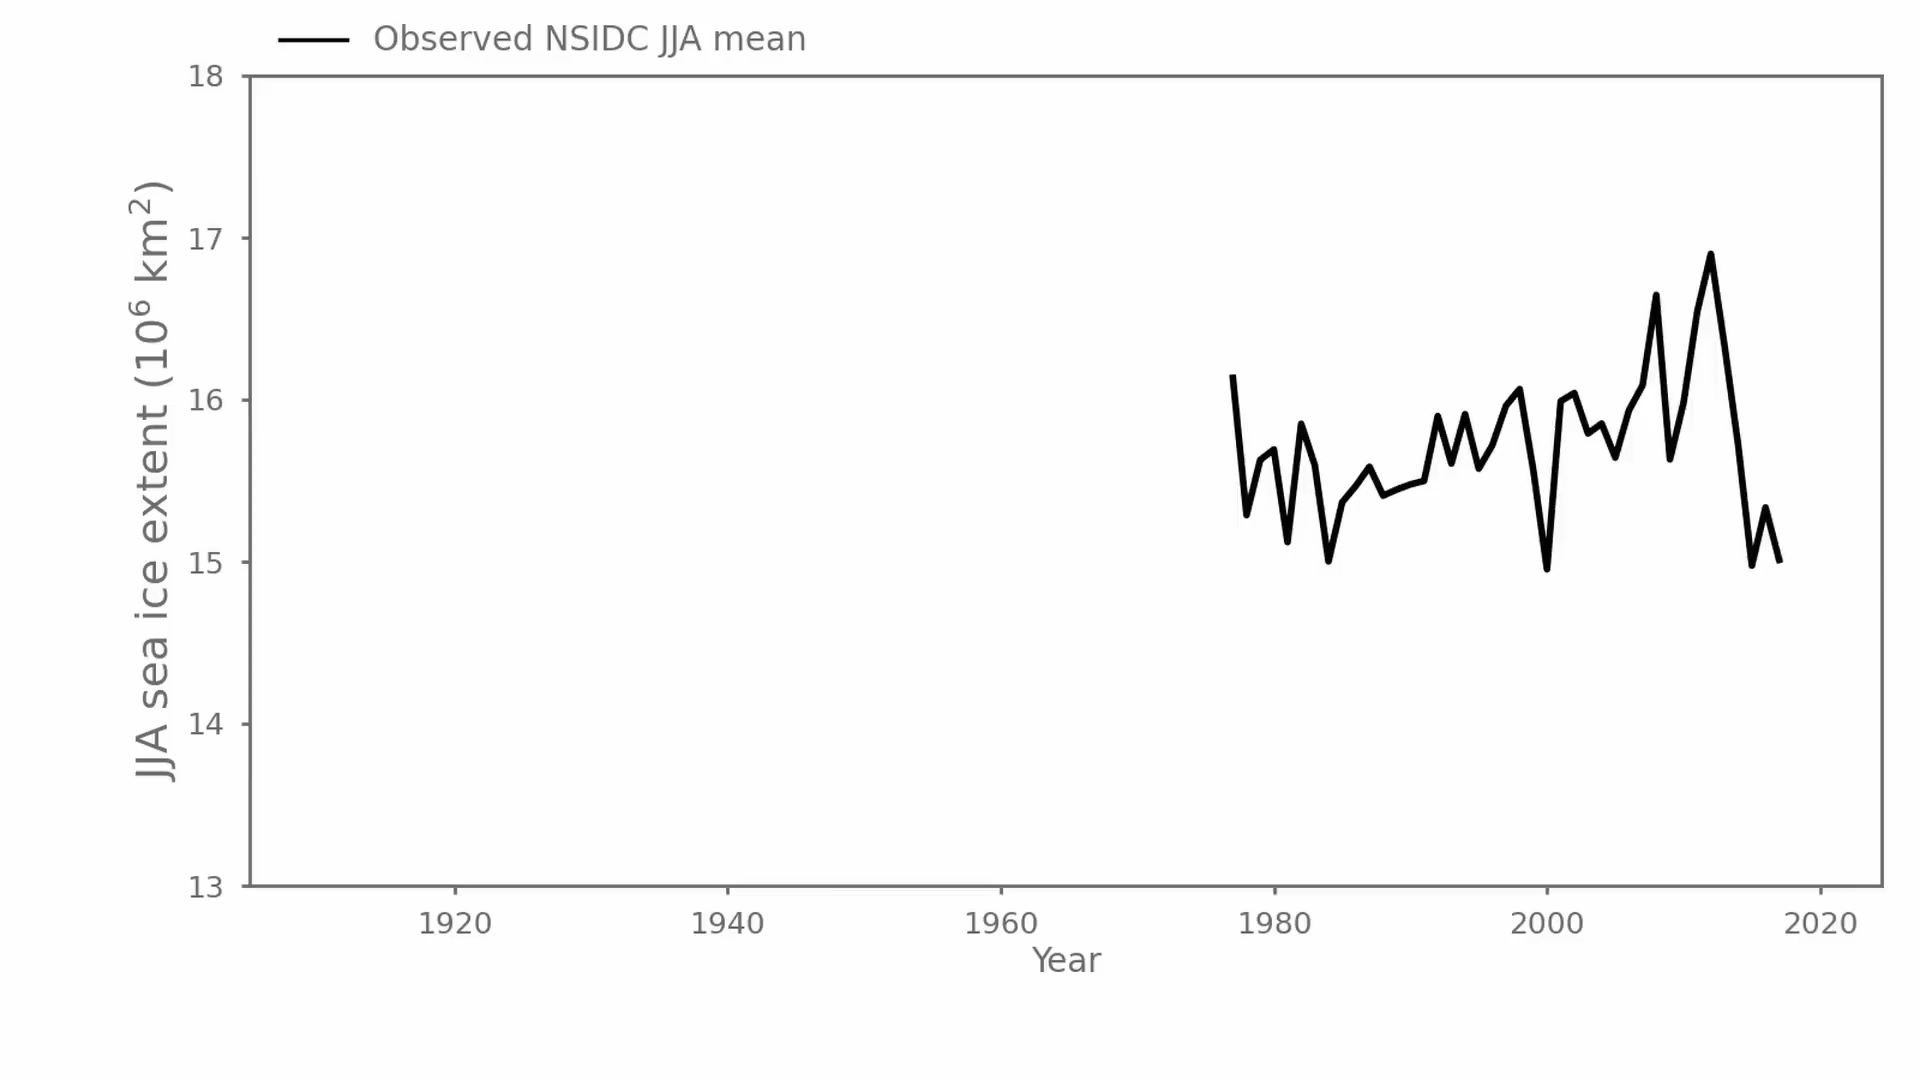 Observed NSIDC JJA mean
18
17
16
15
14
13
JJA sea ice extent (10⁶ km²)
1920 1940 1960 1980 2000 2020
Year